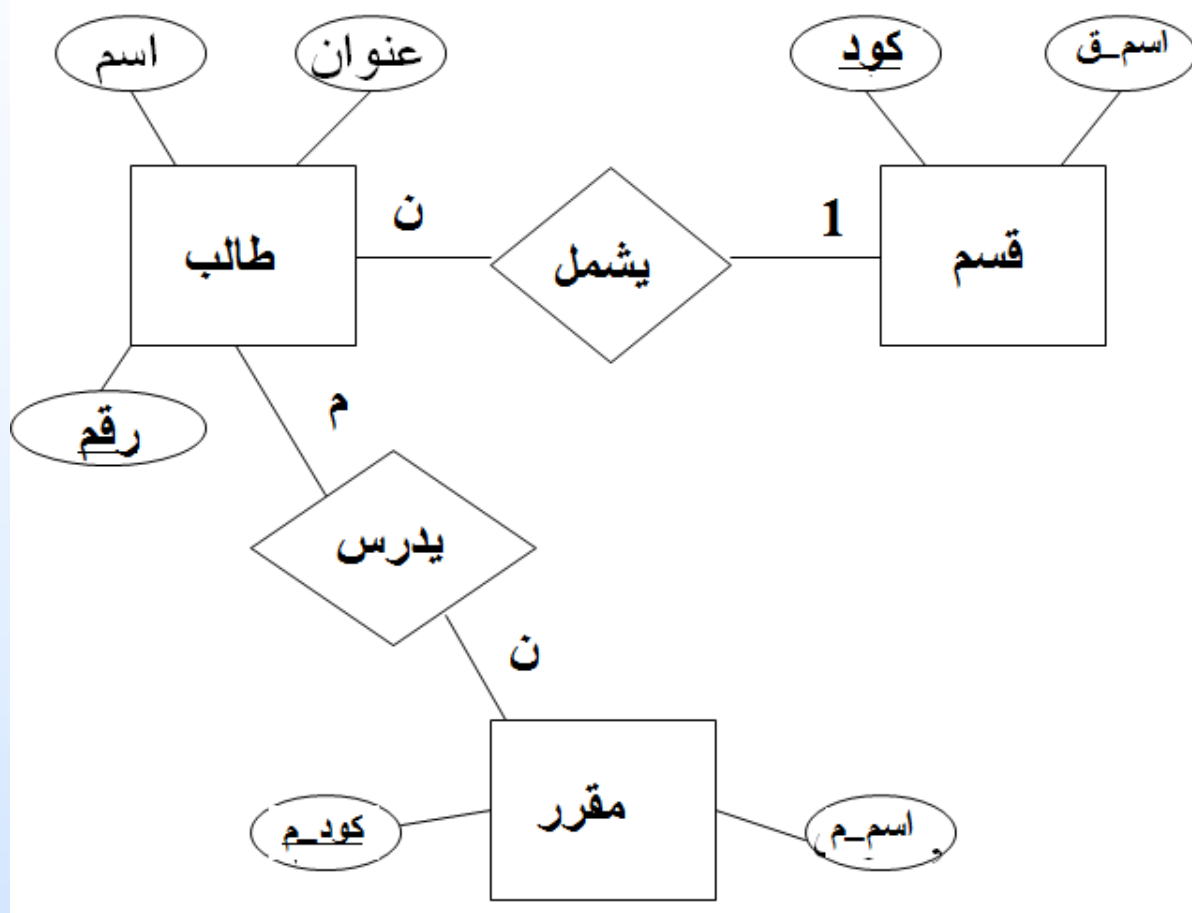 اسم_ق
كود
عنوان
اسم
قسم
1
يشمل
ن
طالب
رقم
م
يدرس
ن
مقرر
اسم_م
كود_م